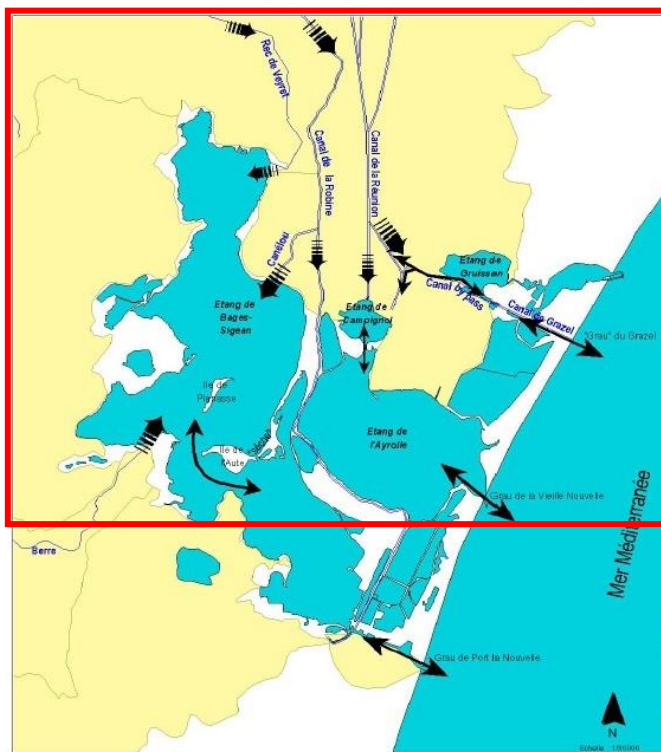 Rec de Veyret
Canal de la Robine
Canal de la Réunion
Canélou
Etang de
Gruissan
Canal by pass
Canal de Grazel
"Grau" du Grazel
Etang de
Bages-
Sigean
Etang de
Campignol
Ile de
Planasse
Ile de
l'Aute
Etang de
l'Ayrolle
Grau de la Vieille Nouvelle
Berre
Mer Méditerranée
Grau de Port la Nouvelle
N